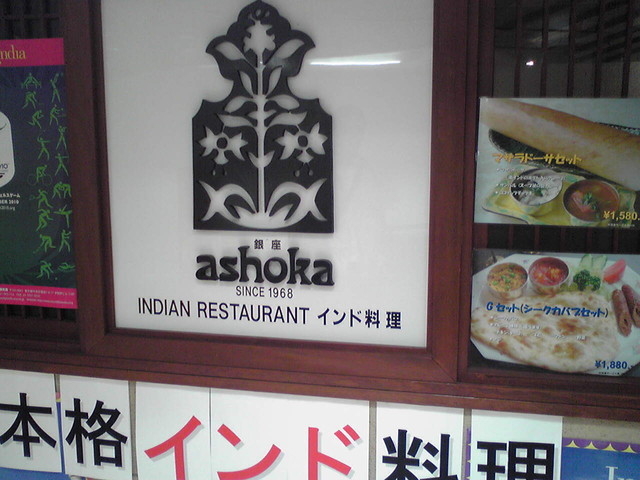 ndia
銀座
ashoka
SINCE 1968
INDIAN RESTAURANT インド料理
マサラドーサセット
¥1,580
Gセット(シークカバブセット)
¥1,880
本格インド料理